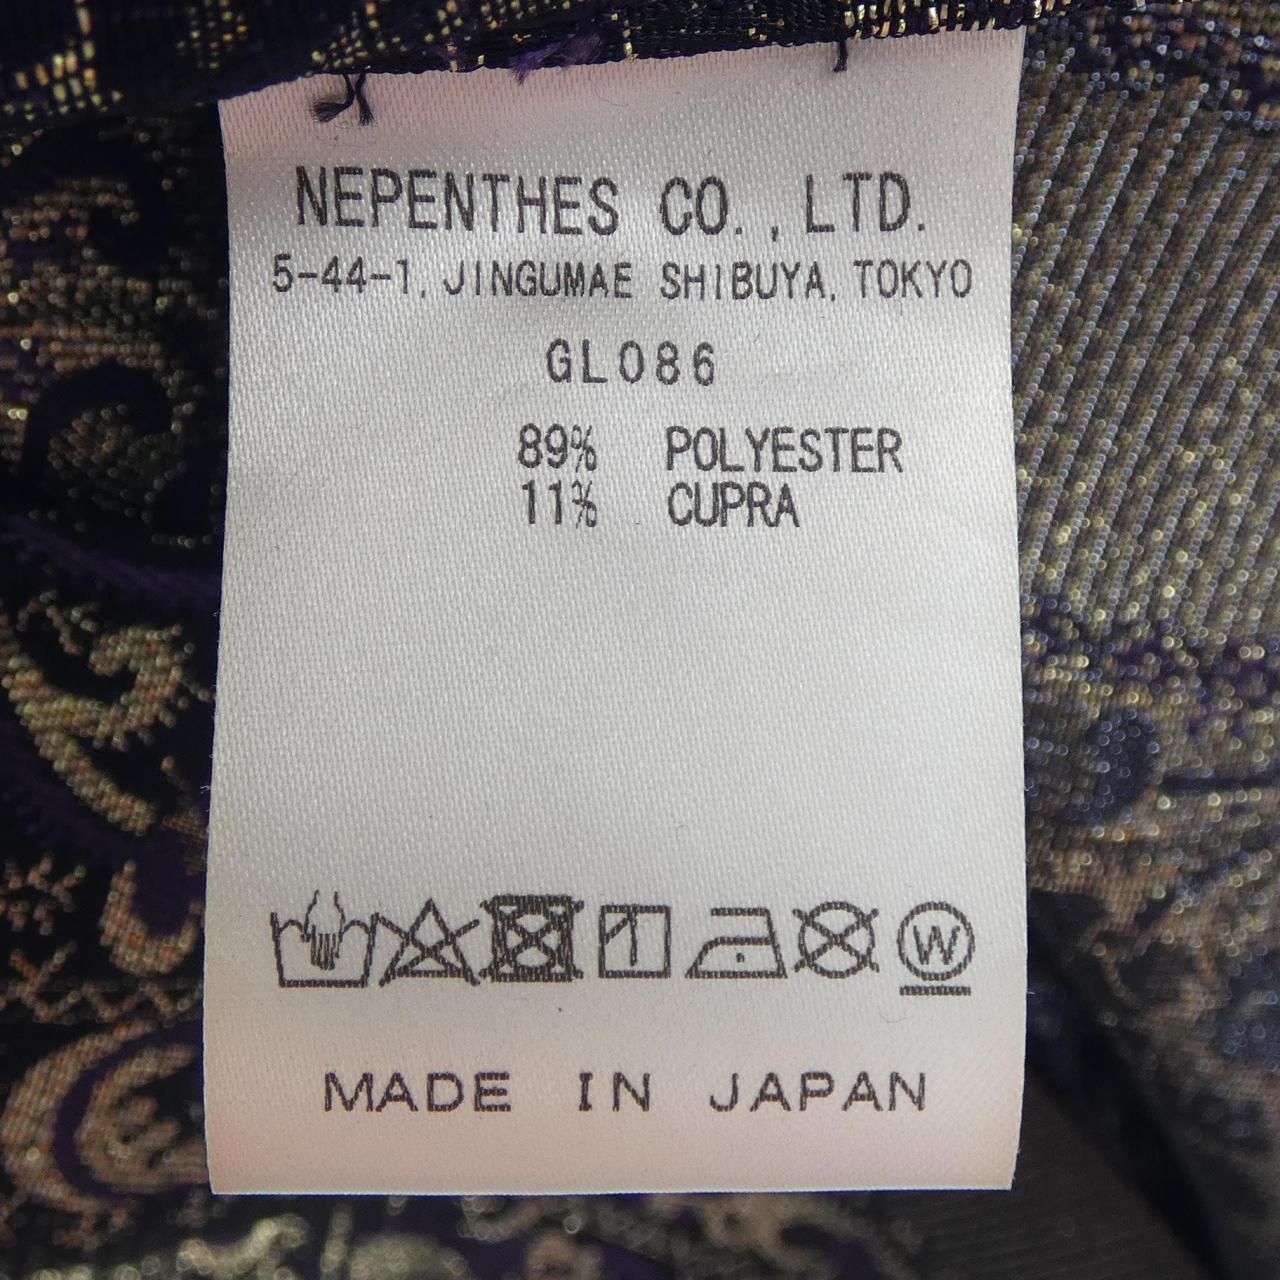 NEPENTHES CO., LTD.
5-44-1, JINGUMAE SHIBUYA, TOKYO
GL086
89% POLYESTER
11% CUPRA
W
MADE IN JAPAN